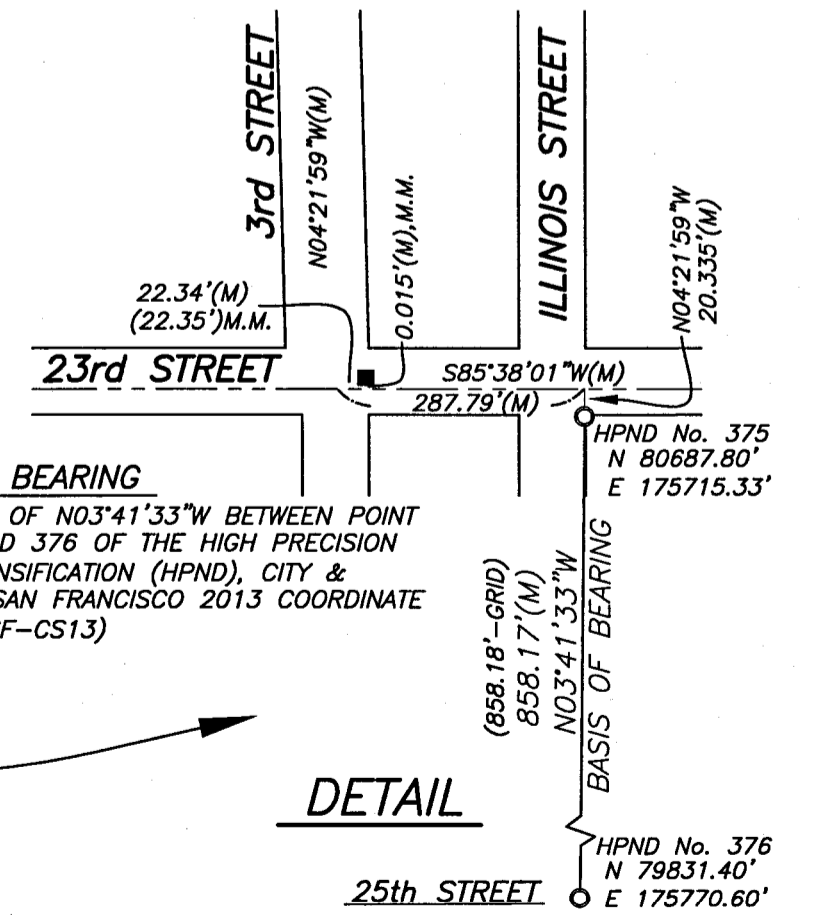 3rd STREET
N04°21'59"W(M)
0.015'(M),M.M.
ILLINOIS STREET
N04°21'59"W
20.335'(M)
22.34'(M)
(22.35')M.M.
23rd STREET
S85°38'01"W(M)
287.79'(M)
HPND No. 375
N 80687.80'
E 175715.33'
BEARING
OF N03°41'33"W BETWEEN POINT
D 376 OF THE HIGH PRECISION
NSIFICATION (HPND), CITY &
SAN FRANCISCO 2013 COORDINATE
F-CS13)
(858.18'-GRID)
858.17'(M)
N03°41'33"W
BASIS OF BEARING
DETAIL
HPND No. 376
N 79831.40'
E 175770.60'
25th STREET